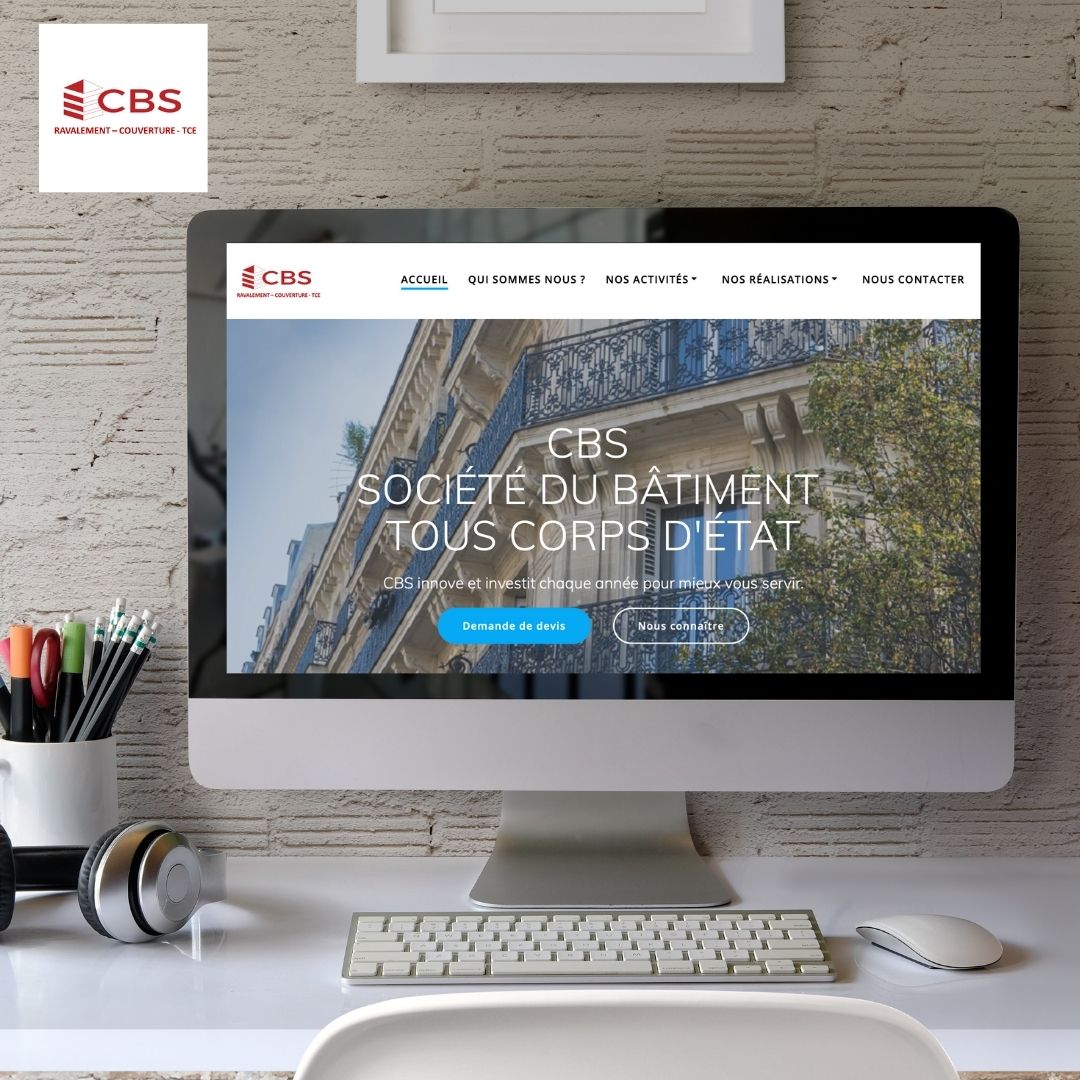 CBS
RAVALEMENT – COUVERTURE - TCE
CBS
RAVALEMENT – COUVERTURE - TCE
ACCUEIL QUI SOMMES NOUS ? NOS ACTIVITÉS NOS RÉALISATIONS NOUS CONTACTER
CBS
SOCIÉTÉ DU BÂTIMENT
TOUS CORPS D'ÉTAT
CBS innove et investit chaque année pour mieux vous servir.
Demande de devis Nous connaître